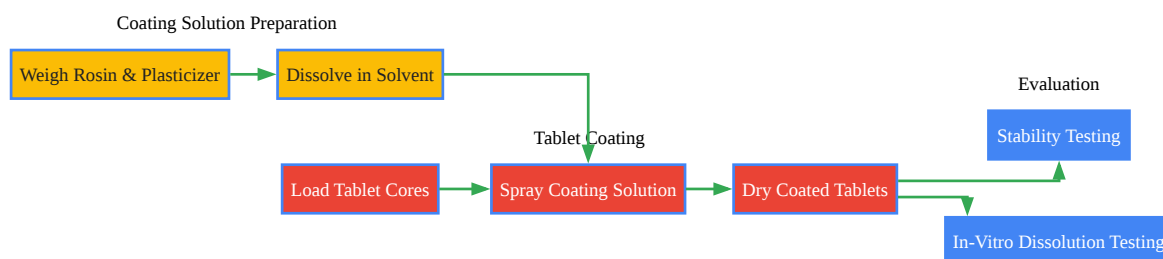 Coating Solution Preparation
Weigh Rosin & Plasticizer
Dissolve in Solvent
Tablet Coating
Load Tablet Cores
Spray Coating Solution
Dry Coated Tablets
Evaluation
Stability Testing
In-Vitro Dissolution Testing